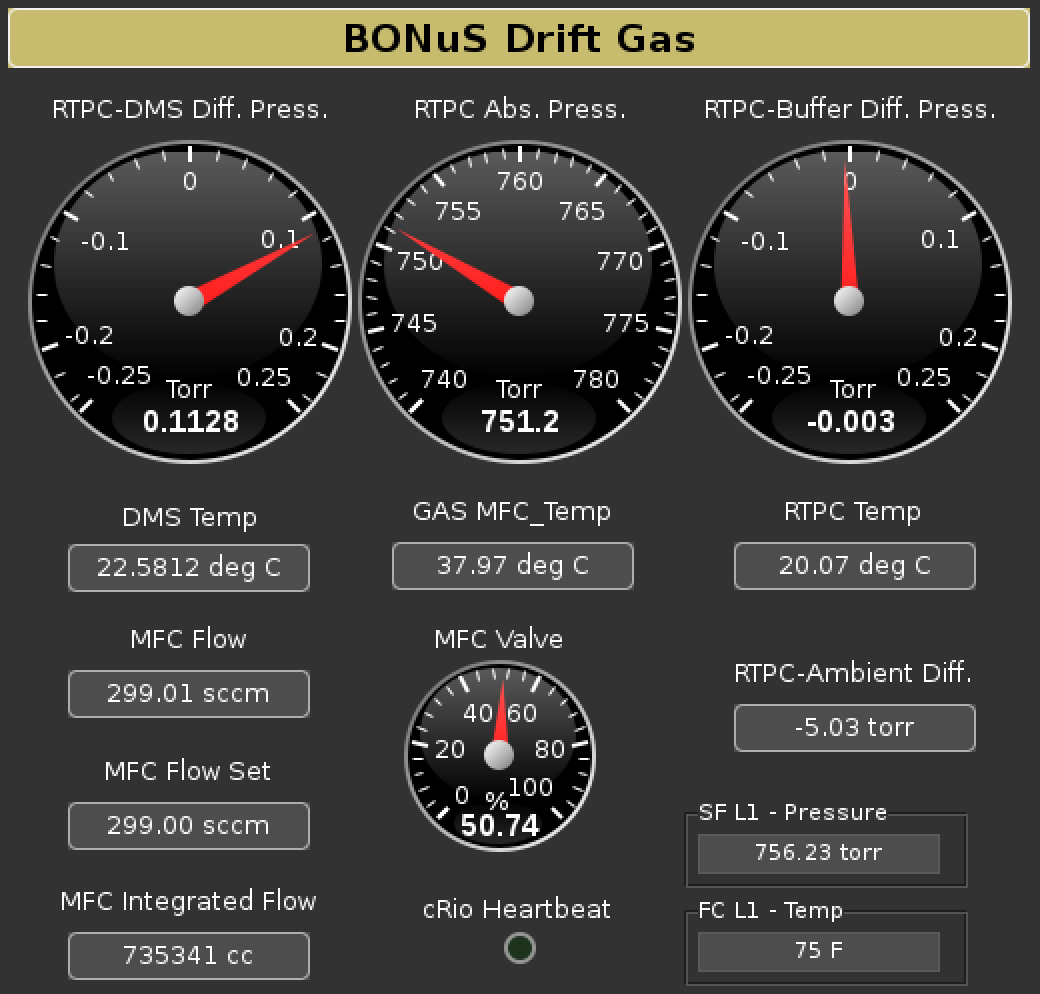 BONuS Drift Gas
RTPC-DMS Diff. Press.
0
-0.1
0.1
-0.2
0.2
-0.25
0.25
Torr
0.1128
RTPC Abs. Press.
760
755
765
750
770
745
775
740
780
Torr
751.2
RTPC-Buffer Diff. Press.
0
-0.1
0.1
-0.2
0.2
-0.25
0.25
Torr
-0.003
DMS Temp
22.5812 deg C
GAS MFC_Temp
37.97 deg C
RTPC Temp
20.07 deg C
MFC Flow
299.01 sccm
MFC Flow Set
299.00 sccm
MFC Integrated Flow
735341 cc
MFC Valve
40 60
20 80
0 % 100
50.74
cRio Heartbeat
RTPC-Ambient Diff.
-5.03 torr
SF L1 - Pressure
756.23 torr
FC L1 - Temp
75 F